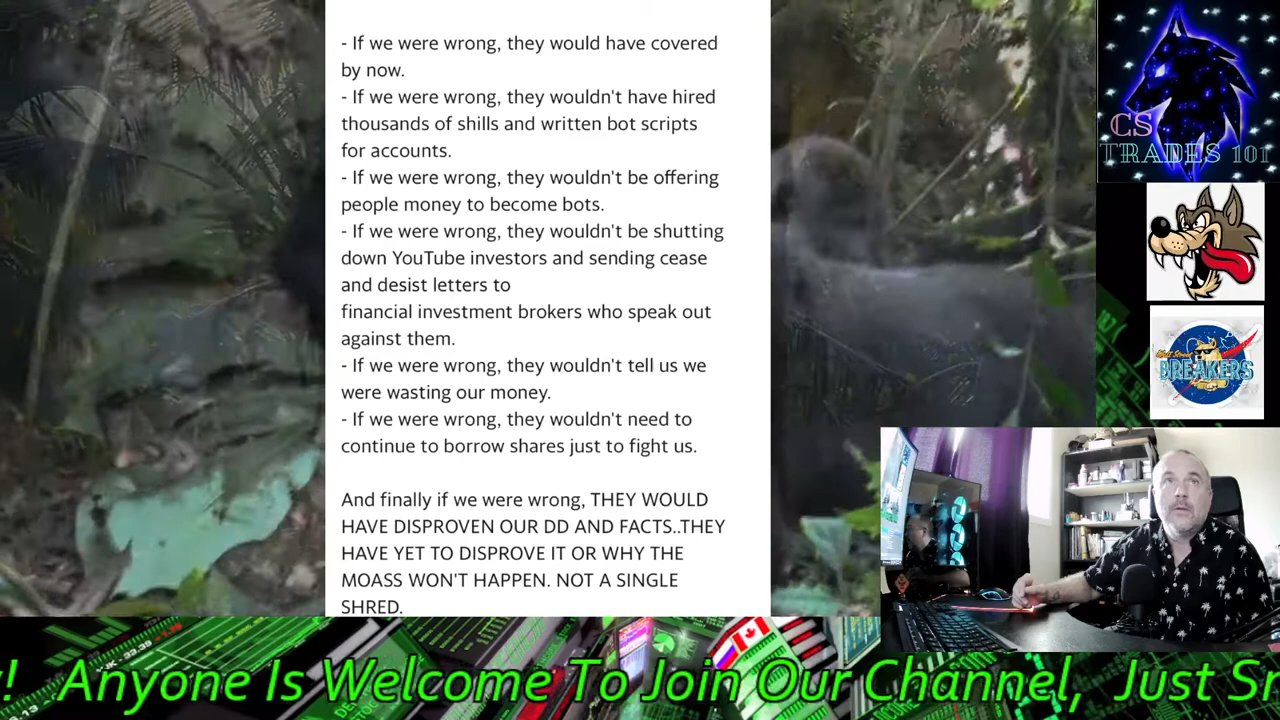 - If we were wrong, they would have covered
by now.
- If we were wrong, they wouldn't have hired
thousands of shills and written bot scripts
for accounts.
- If we were wrong, they wouldn't be offering
people money to become bots.
- If we were wrong, they wouldn't be shutting
down YouTube investors and sending cease
and desist letters to
financial investment brokers who speak out
against them.
- If we were wrong, they wouldn't tell us we
were wasting our money.
- If we were wrong, they wouldn't need to
continue to borrow shares just to fight us.
And finally if we were wrong, THEY WOULD
HAVE DISPROVEN OUR DD AND FACTS..THEY
HAVE YET TO DISPROVE IT OR WHY THE
MOASS WON'T HAPPEN. NOT A SINGLE
SHRED.
CS
TRADES 101
BREAKERS
! Anyone Is Welcome To Join Our Channel, Just